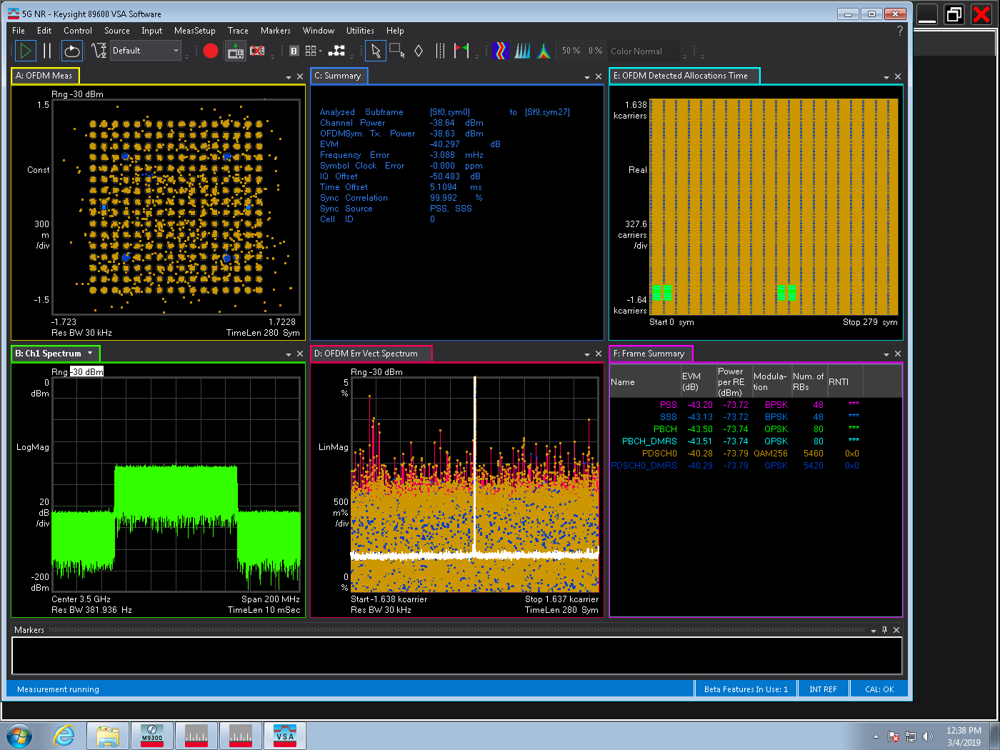 5G NR - Keysight 89600 VSA Software
File Edit Control Source Input MeasSetup Trace Markers Window Utilities Help ?
Default B 50 % 0 % Color Normal
A: OFDM Meas
Rng -30 dBm
1.5
Const
300
m
/div
-1.5
-1.723 1.7228
Res BW 30 kHz TimeLen 280 Sym
C: Summary
Analyzed Subframe [Sf0,sym0] to [Sf9,sym27]
Channel Power -38.64 dBm
OFDMSym. Tx. Power -38.63 dBm
EVM -40.297 dB
Frequency Error -3.088 mHz
Symbol Clock Error -0.000 ppm
IQ Offset -50.483 dB
Time Offset 5.1094 ms
Sync Correlation 99.992 %
Sync Source PSS, SSS
Cell ID 0
E: OFDM Detected Allocations Time
1.638
kcarriers
Real
327.6
carriers
/div
-1.64
kcarriers
Start 0 sym Stop 279 sym
B: Ch1 Spectrum
Rng -30 dBm
0
dBm
LogMag
20
dB
/div
-200
dBm
Center 3.5 GHz Span 200 MHz
Res BW 381.936 Hz TimeLen 10 mSec
D: OFDM Err Vect Spectrum
Rng -30 dBm
5
%
LinMag
500
m%
/div
0
%
Start -1.638 kcarrier Stop 1.637 kcarrier
Res BW 30 kHz TimeLen 280 Sym
F: Frame Summary
Name EVM (dB) Power per RE (dBm) Modula-tion Num. of RBs RNTI
PSS -43.20 -73.72 BPSK 48 ***
SSS -43.13 -73.72 BPSK 48 ***
PBCH -43.50 -73.74 QPSK 80 ***
PBCH_DMRS -43.51 -73.74 QPSK 80 ***
PDSCH0 -40.28 -73.79 QAM256 5460 0x0
PDSCH0_DMRS -40.29 -73.79 QPSK 5420 0x0
Markers
Measurement running Beta Features In Use: 1 INT REF CAL: OK
M9300 VSA
12:38 PM
3/4/2019